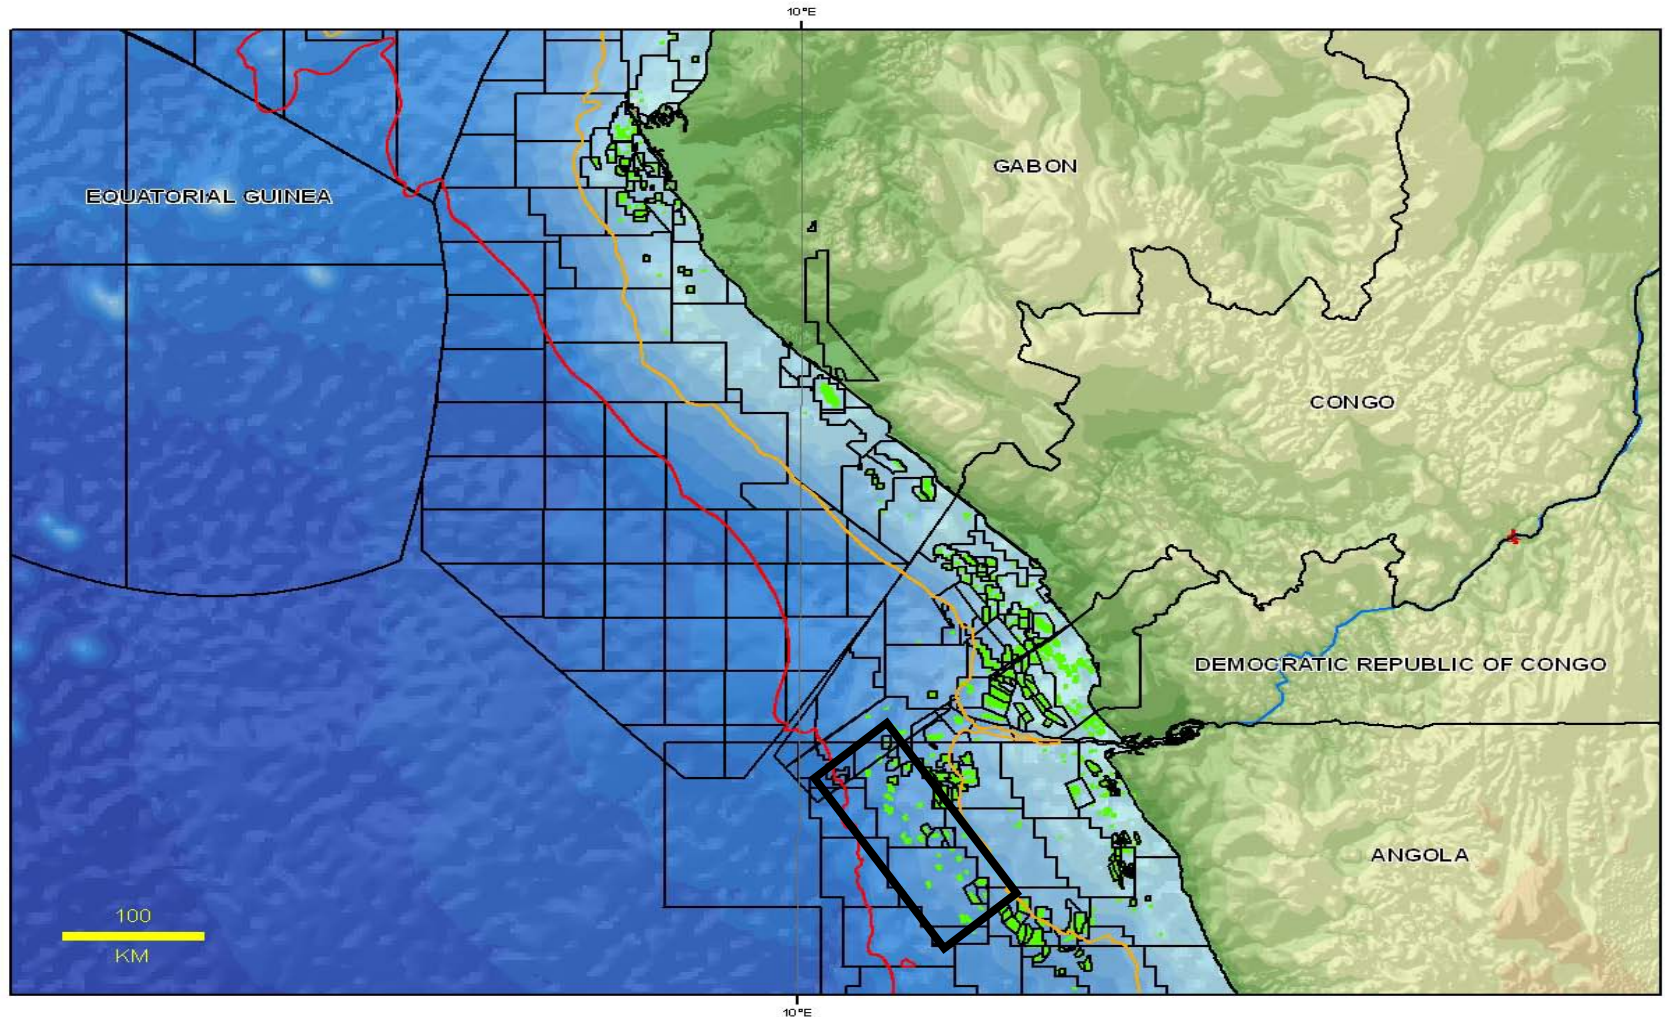 10°E
GABON
EQUATORIAL GUINEA
CONGO
DEMOCRATIC REPUBLIC OF CONGO
ANGOLA
100
KM
10°E